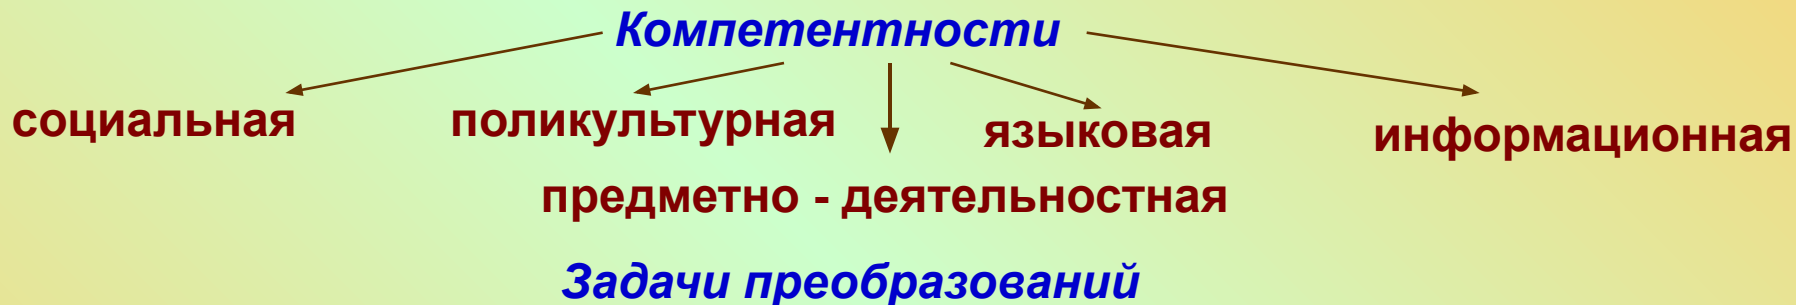 Компетентности
социальная
поликультурная
языковая
информационная
предметно - деятельностная
Задачи преобразований